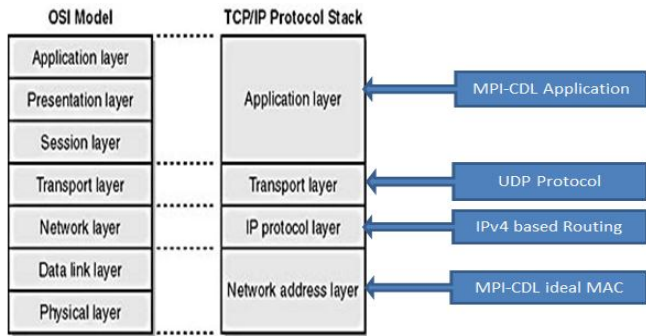 OSI Model
TCP/IP Protocol Stack
Application layer
Presentation layer
Session layer
Transport layer
Network layer
Data link layer
Physical layer
Application layer
Transport layer
IP protocol layer
Network address layer
MPI-CDL Application
UDP Protocol
IPv4 based Routing
MPI-CDL ideal MAC